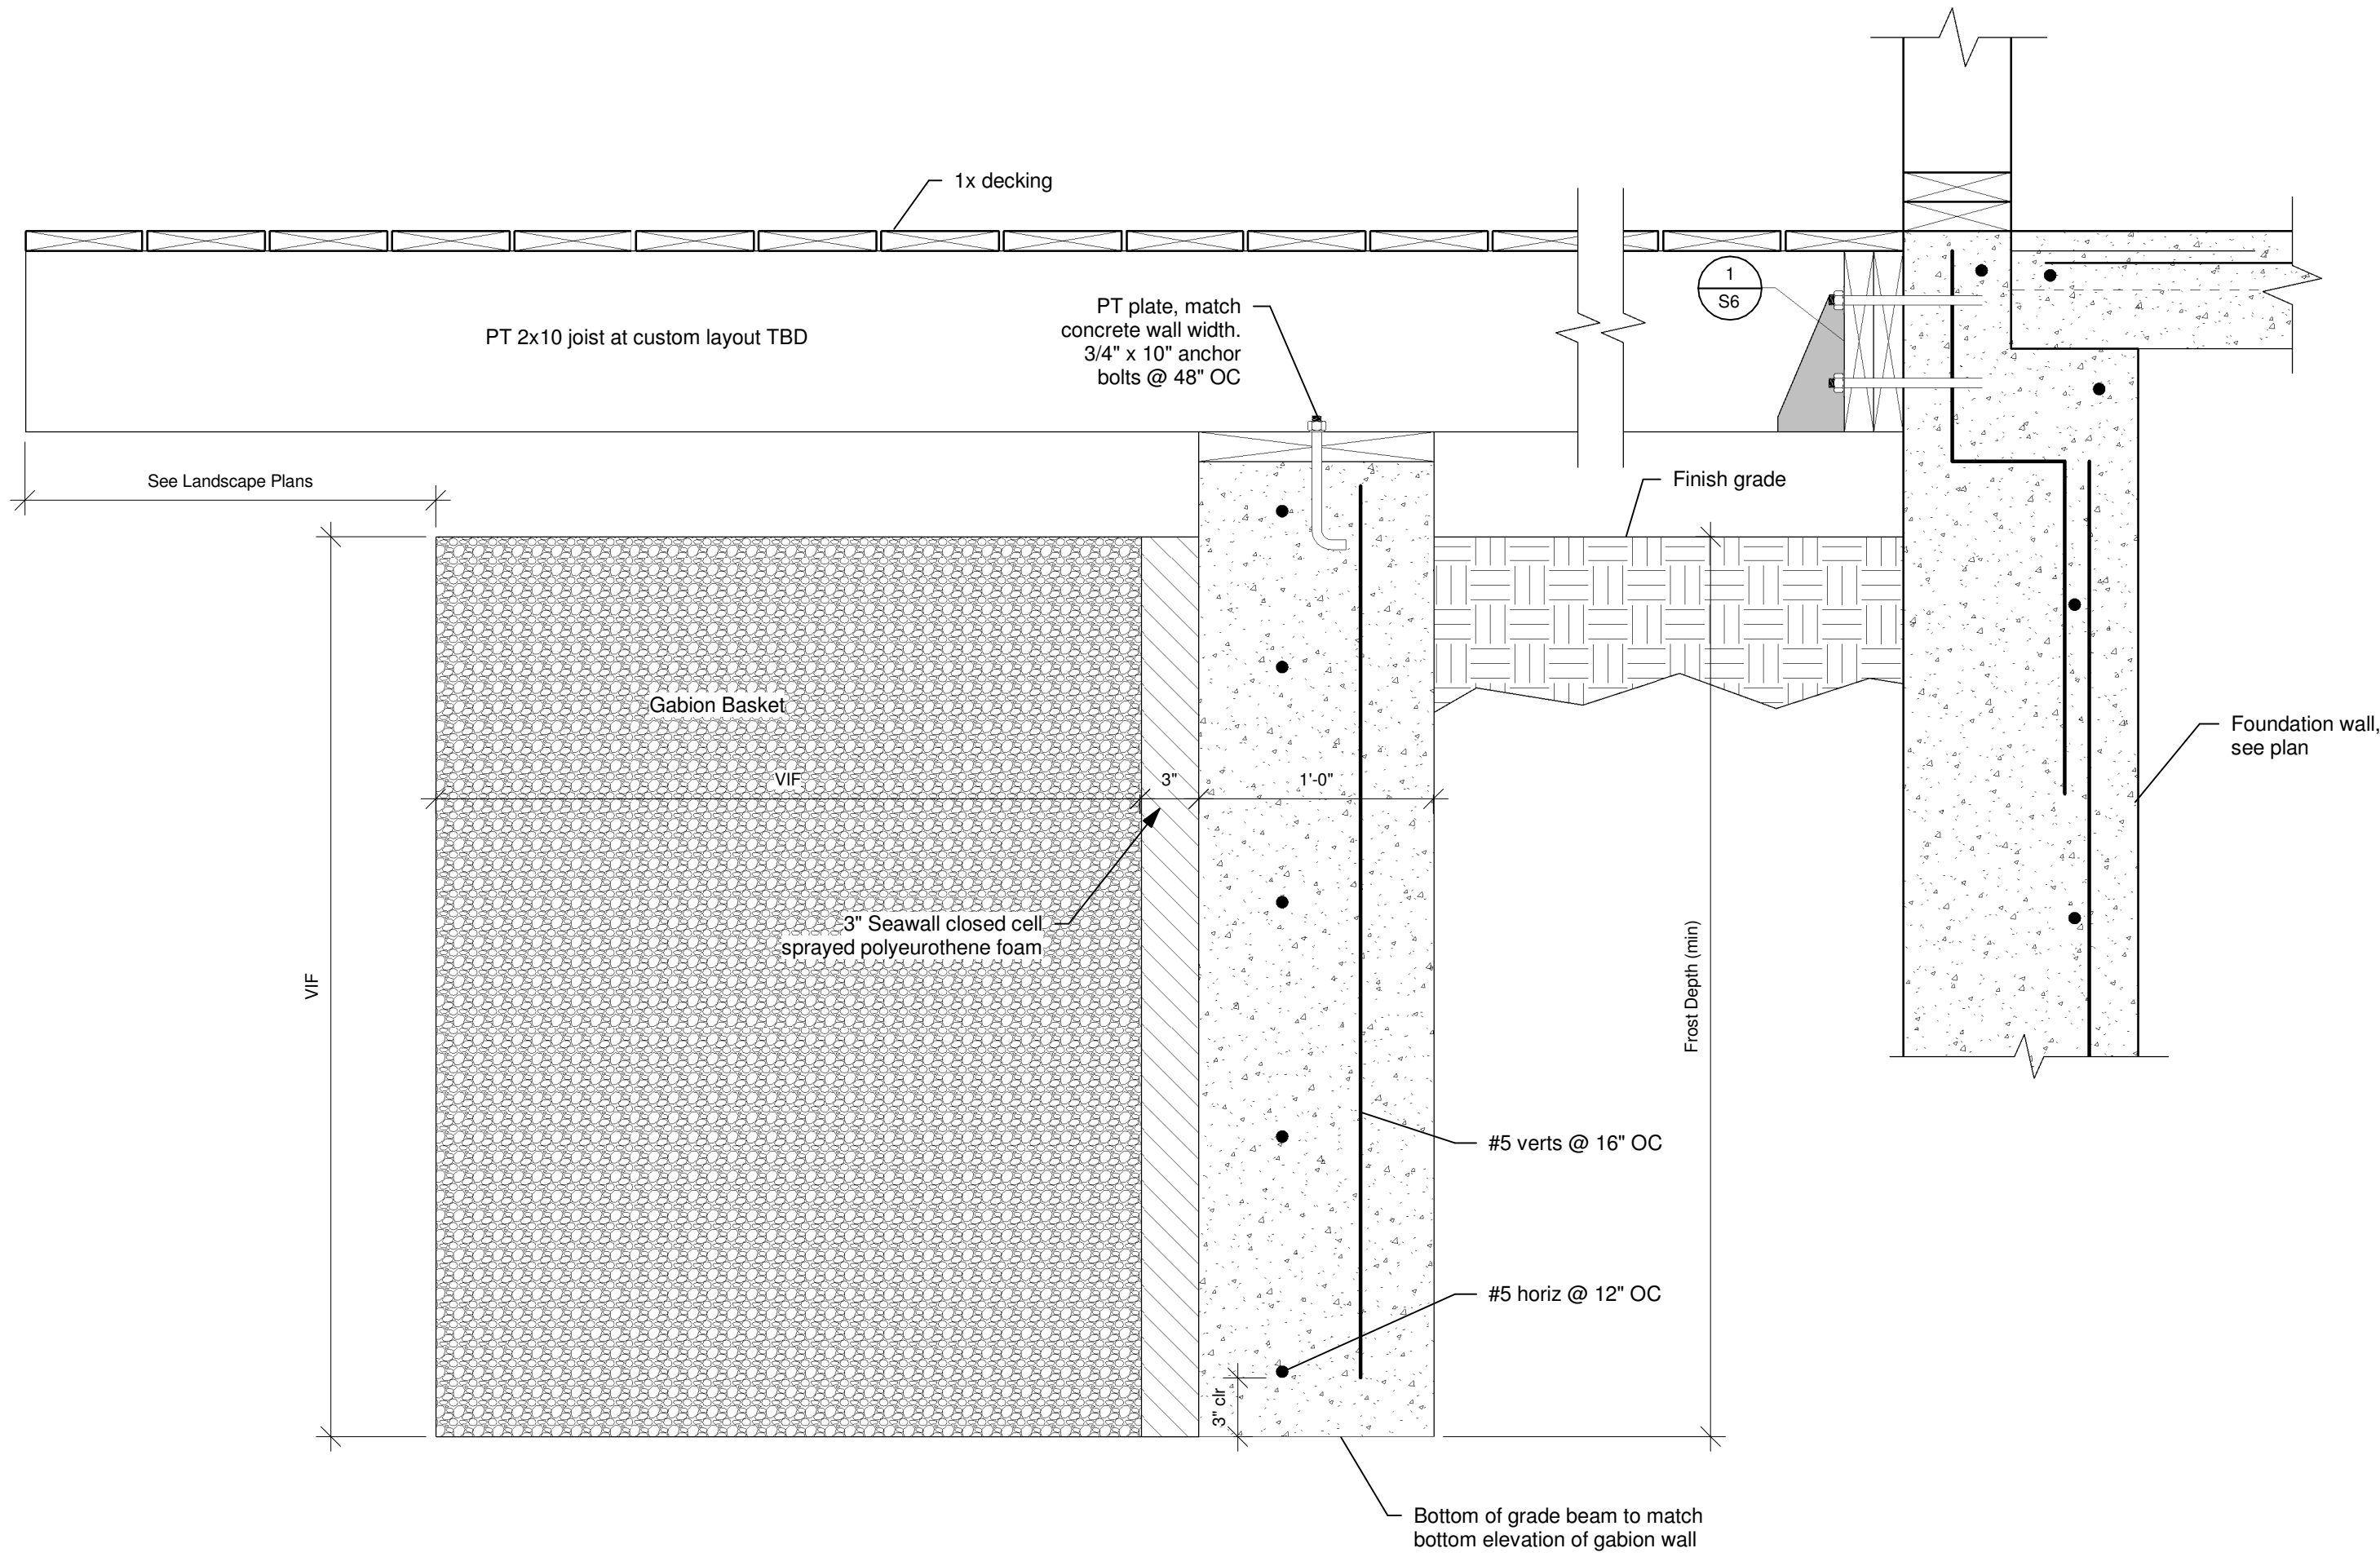 1x decking
1
S6
PT plate, match
concrete wall width.
3/4" x 10" anchor
bolts @ 48" OC
PT 2x10 joist at custom layout TBD
See Landscape Plans
Finish grade
Gabion Basket
Foundation wall,
see plan
VIF
3"
1'-0"
3" Seawall closed cell
sprayed polyeurothene foam
VIF
Frost Depth (min)
#5 verts @ 16" OC
#5 horiz @ 12" OC
3" clr
Bottom of grade beam to match
bottom elevation of gabion wall